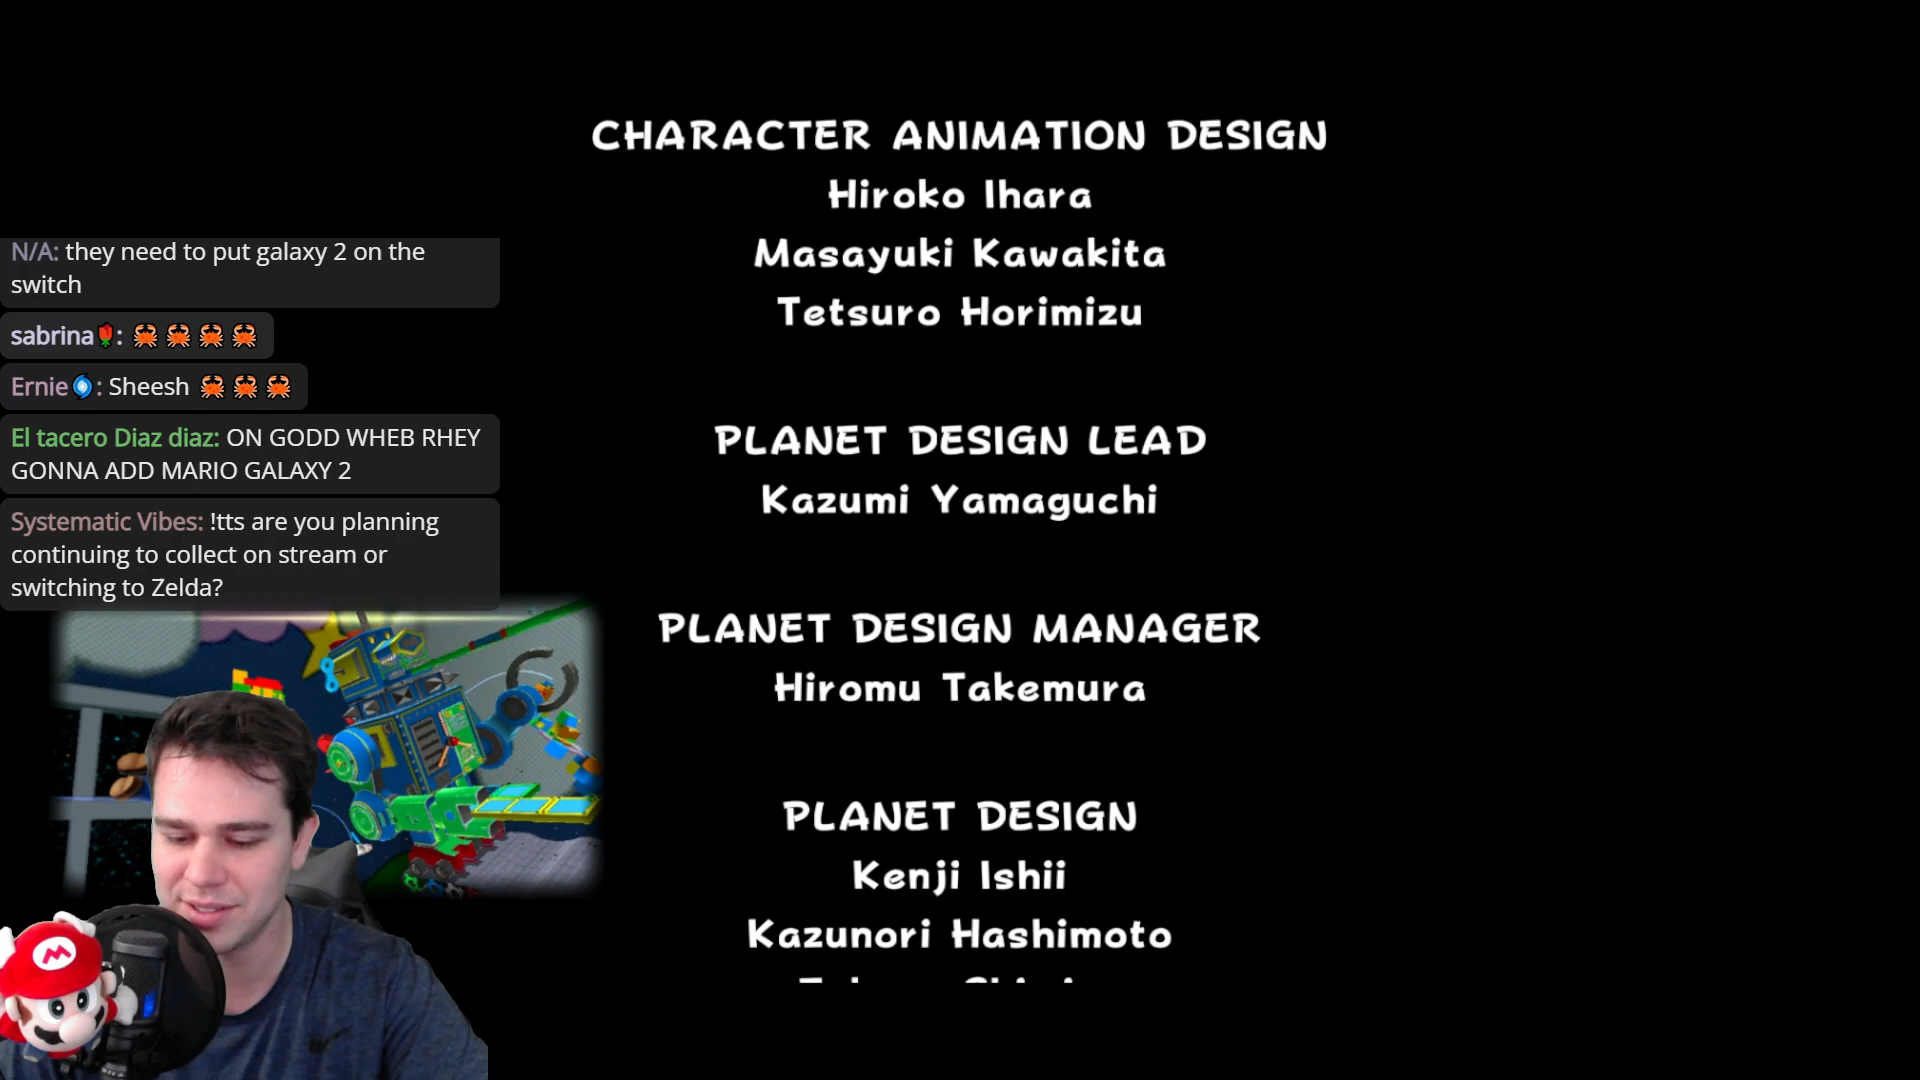 N/A: they need to put galaxy 2 on the
switch
sabrina🌹: 🦀 🦀 🦀 🦀
Ernie🌀: Sheesh 🦀 🦀 🦀
El tacero Diaz diaz: ON GODD WHEB RHEY
GONNA ADD MARIO GALAXY 2
Systematic Vibes: !tts are you planning
continuing to collect on stream or
switching to Zelda?
CHARACTER ANIMATION DESIGN
Hiroko Ihara
Masayuki Kawakita
Tetsuro Horimizu
PLANET DESIGN LEAD
Kazumi Yamaguchi
PLANET DESIGN MANAGER
Hiromu Takemura
PLANET DESIGN
Kenji Ishii
Kazunori Hashimoto
M